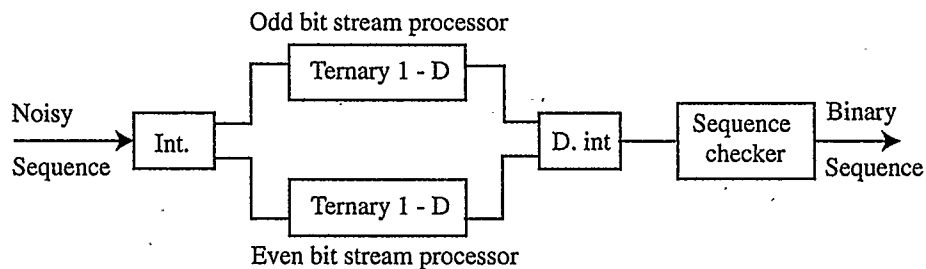 Odd bit stream processor
Ternary 1 - D
Noisy
Sequence
Int.
D. int
Sequence
checker
Binary
Sequence
Ternary 1 - D
Even bit stream processor